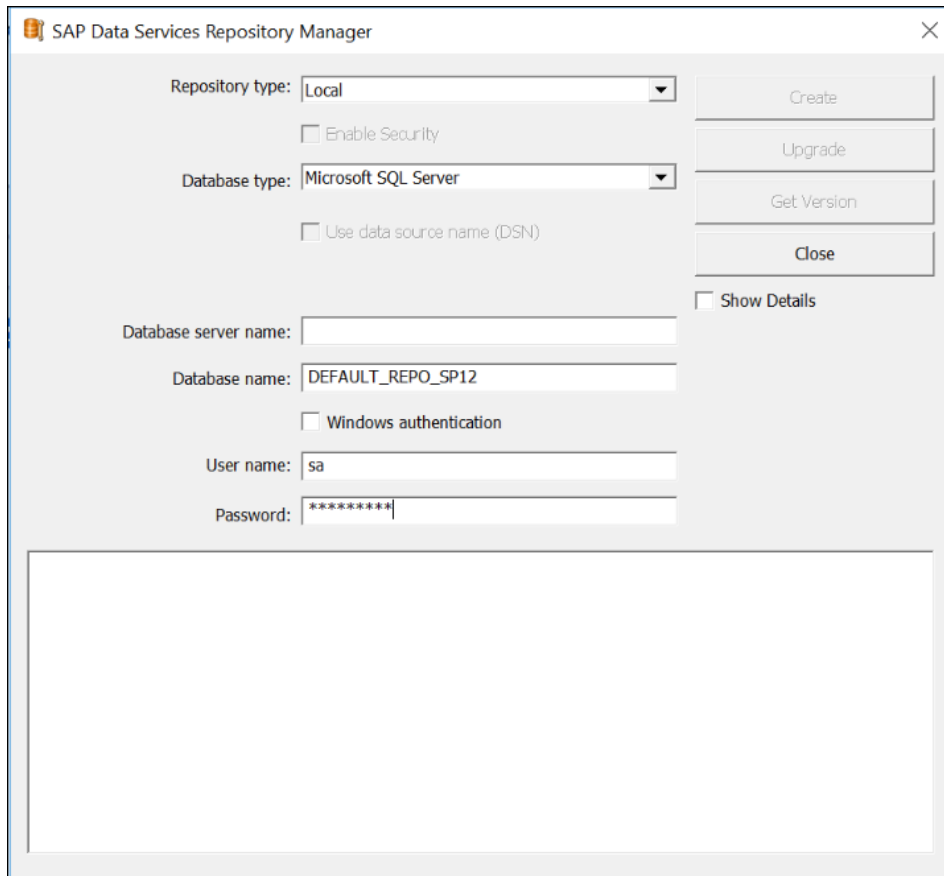 SAP Data Services Repository Manager
Repository type: Local
Create
Enable Security
Upgrade
Database type: Microsoft SQL Server
Get Version
Use data source name (DSN)
Close
Show Details
Database server name:
Database name: DEFAULT_REPO_SP12
Windows authentication
User name: sa
Password: *********